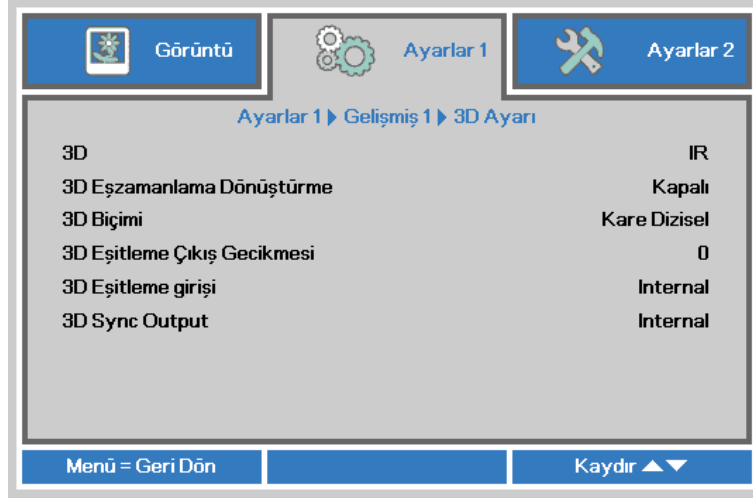 Görüntü
Ayarlar 1
Ayarlar 2
Ayarlar 1 Gelişmiş 1 3D Ayarı
3D IR
3D Eşzamanlama Dönüştürme Kapalı
3D Biçimi Kare Dizisel
3D Eşitleme Çıkış Gecikmesi 0
3D Eşitleme girişi Internal
3D Sync Output Internal
Menü = Geri Dön
Kaydır